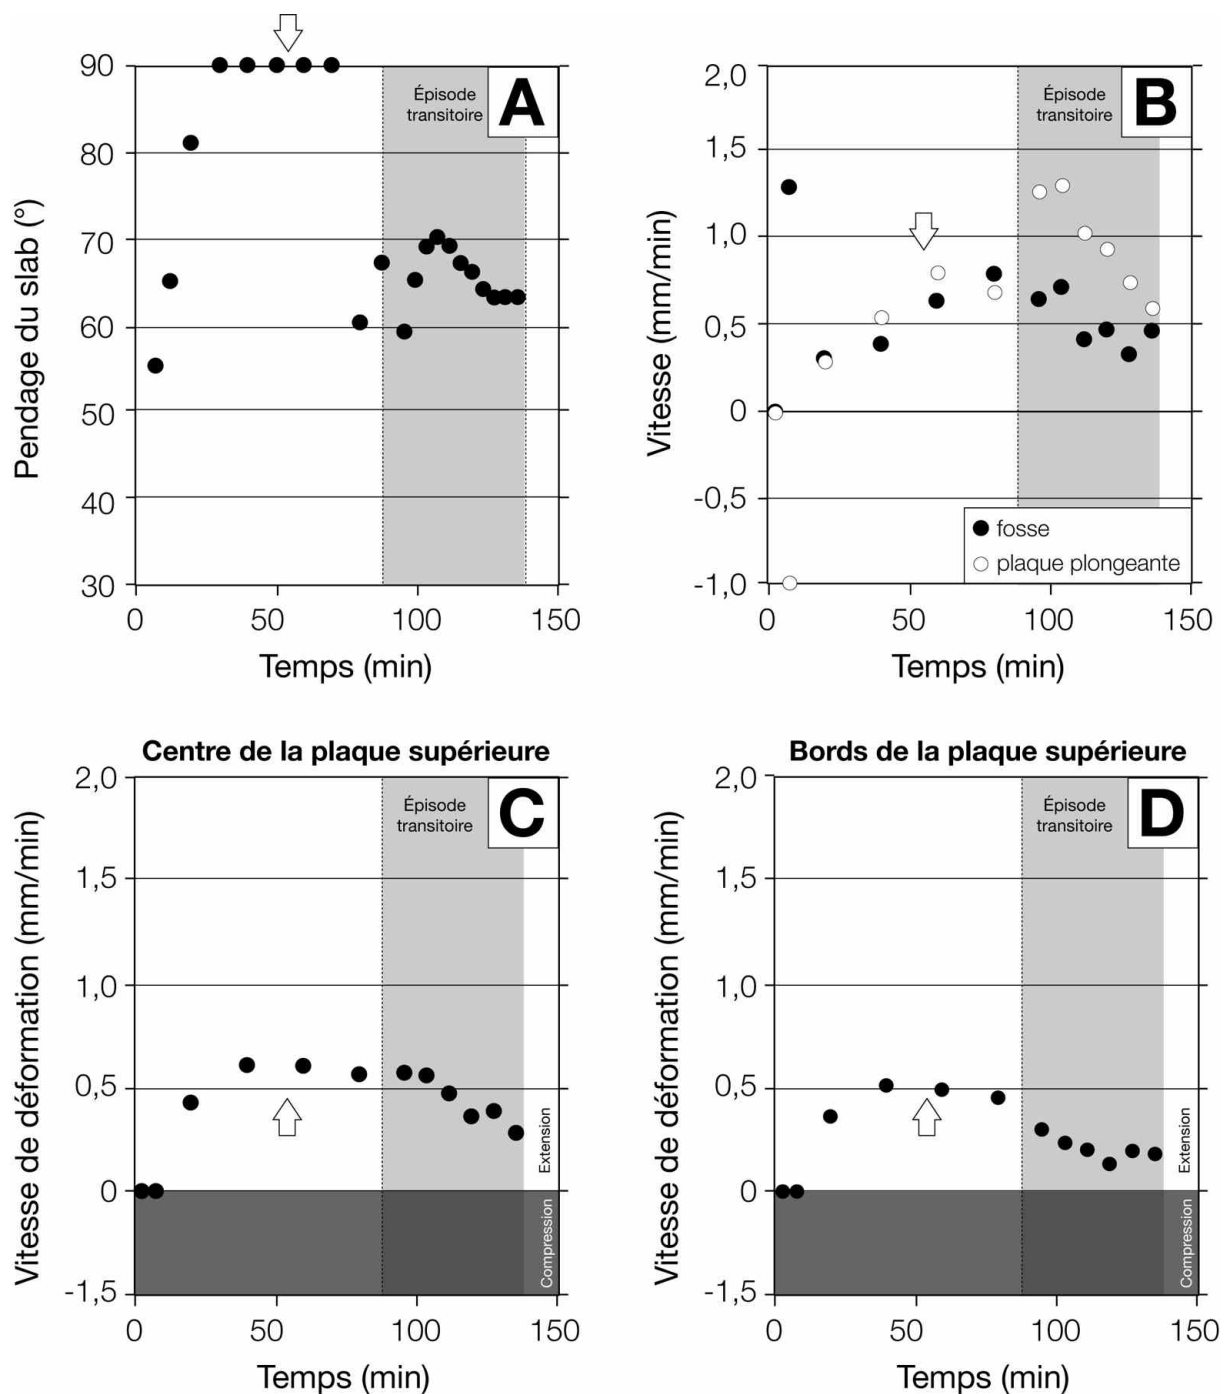 90
80
70
60
50
40
30
Pendage du slab (°)
Épisode
transitoire
A
0
50
100
150
Temps (min)
2,0
1,5
1,0
0,5
0
-0,5
-1,0
Vitesse (mm/min)
Épisode
transitoire
B
fosse
plaque plongeante
0
50
100
150
Temps (min)
Centre de la plaque supérieure
2,0
1,5
1,0
0,5
0
-1,5
Vitesse de déformation (mm/min)
Épisode
transitoire
C
Extension
Compression
0
50
100
150
Temps (min)
Bords de la plaque supérieure
2,0
1,5
1,0
0,5
0
-1,5
Vitesse de déformation (mm/min)
Épisode
transitoire
D
Extension
Compression
0
50
100
150
Temps (min)